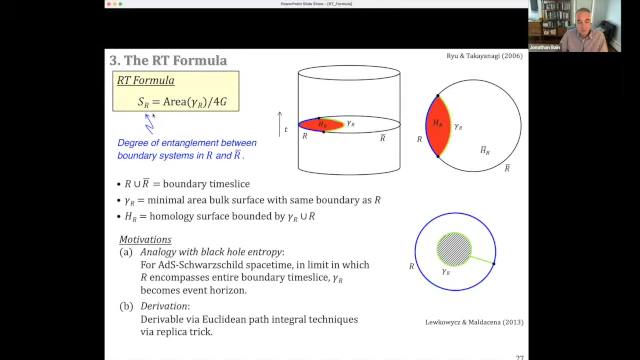 PowerPoint Slide Show - [RT_Formula]
Jonathan Bain
3. The RT Formula
Ryu & Takayanagi (2006)
RT Formula
S_R = Area(γ_R)/4G
Degree of entanglement between
boundary systems in R and R̅.
t
H_R
γ_R
R
R̅
H_R
γ_R
R
H̅_R
R̅
• R ∪ R̅ = boundary timeslice
• γ_R = minimal area bulk surface with same boundary as R
• H_R = homology surface bounded by γ_R ∪ R
Motivations
(a) Analogy with black hole entropy:
For AdS-Schwarzschild spacetime, in limit in which
R encompasses entire boundary timeslice, γ_R
becomes event horizon.
(b) Derivation:
Derivable via Euclidean path integral techniques
via replica trick.
R
γ_R
Lewkowycz & Maldacena (2013)
27